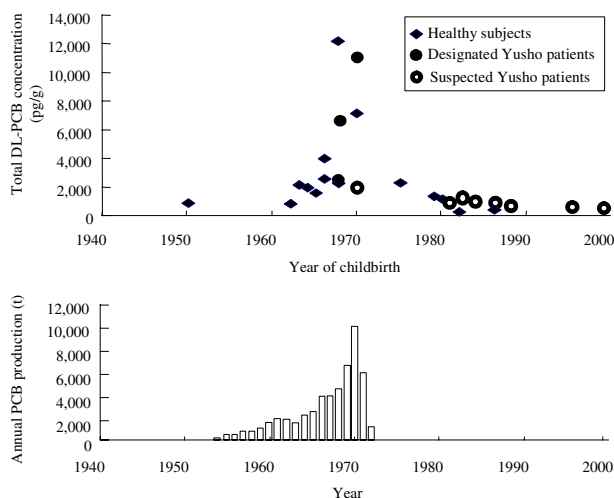 14,000
12,000
10,000
8,000
6,000
4,000
2,000
0
Total DL-PCB concentration
(pg/g)
Healthy subjects
Designated Yusho patients
Suspected Yusho patients
1940 1950 1960 1970 1980 1990 2000
Year of childbirth
12,000
10,000
8,000
6,000
4,000
2,000
0
Annual PCB production (t)
1940 1950 1960 1970 1980 1990 2000
Year